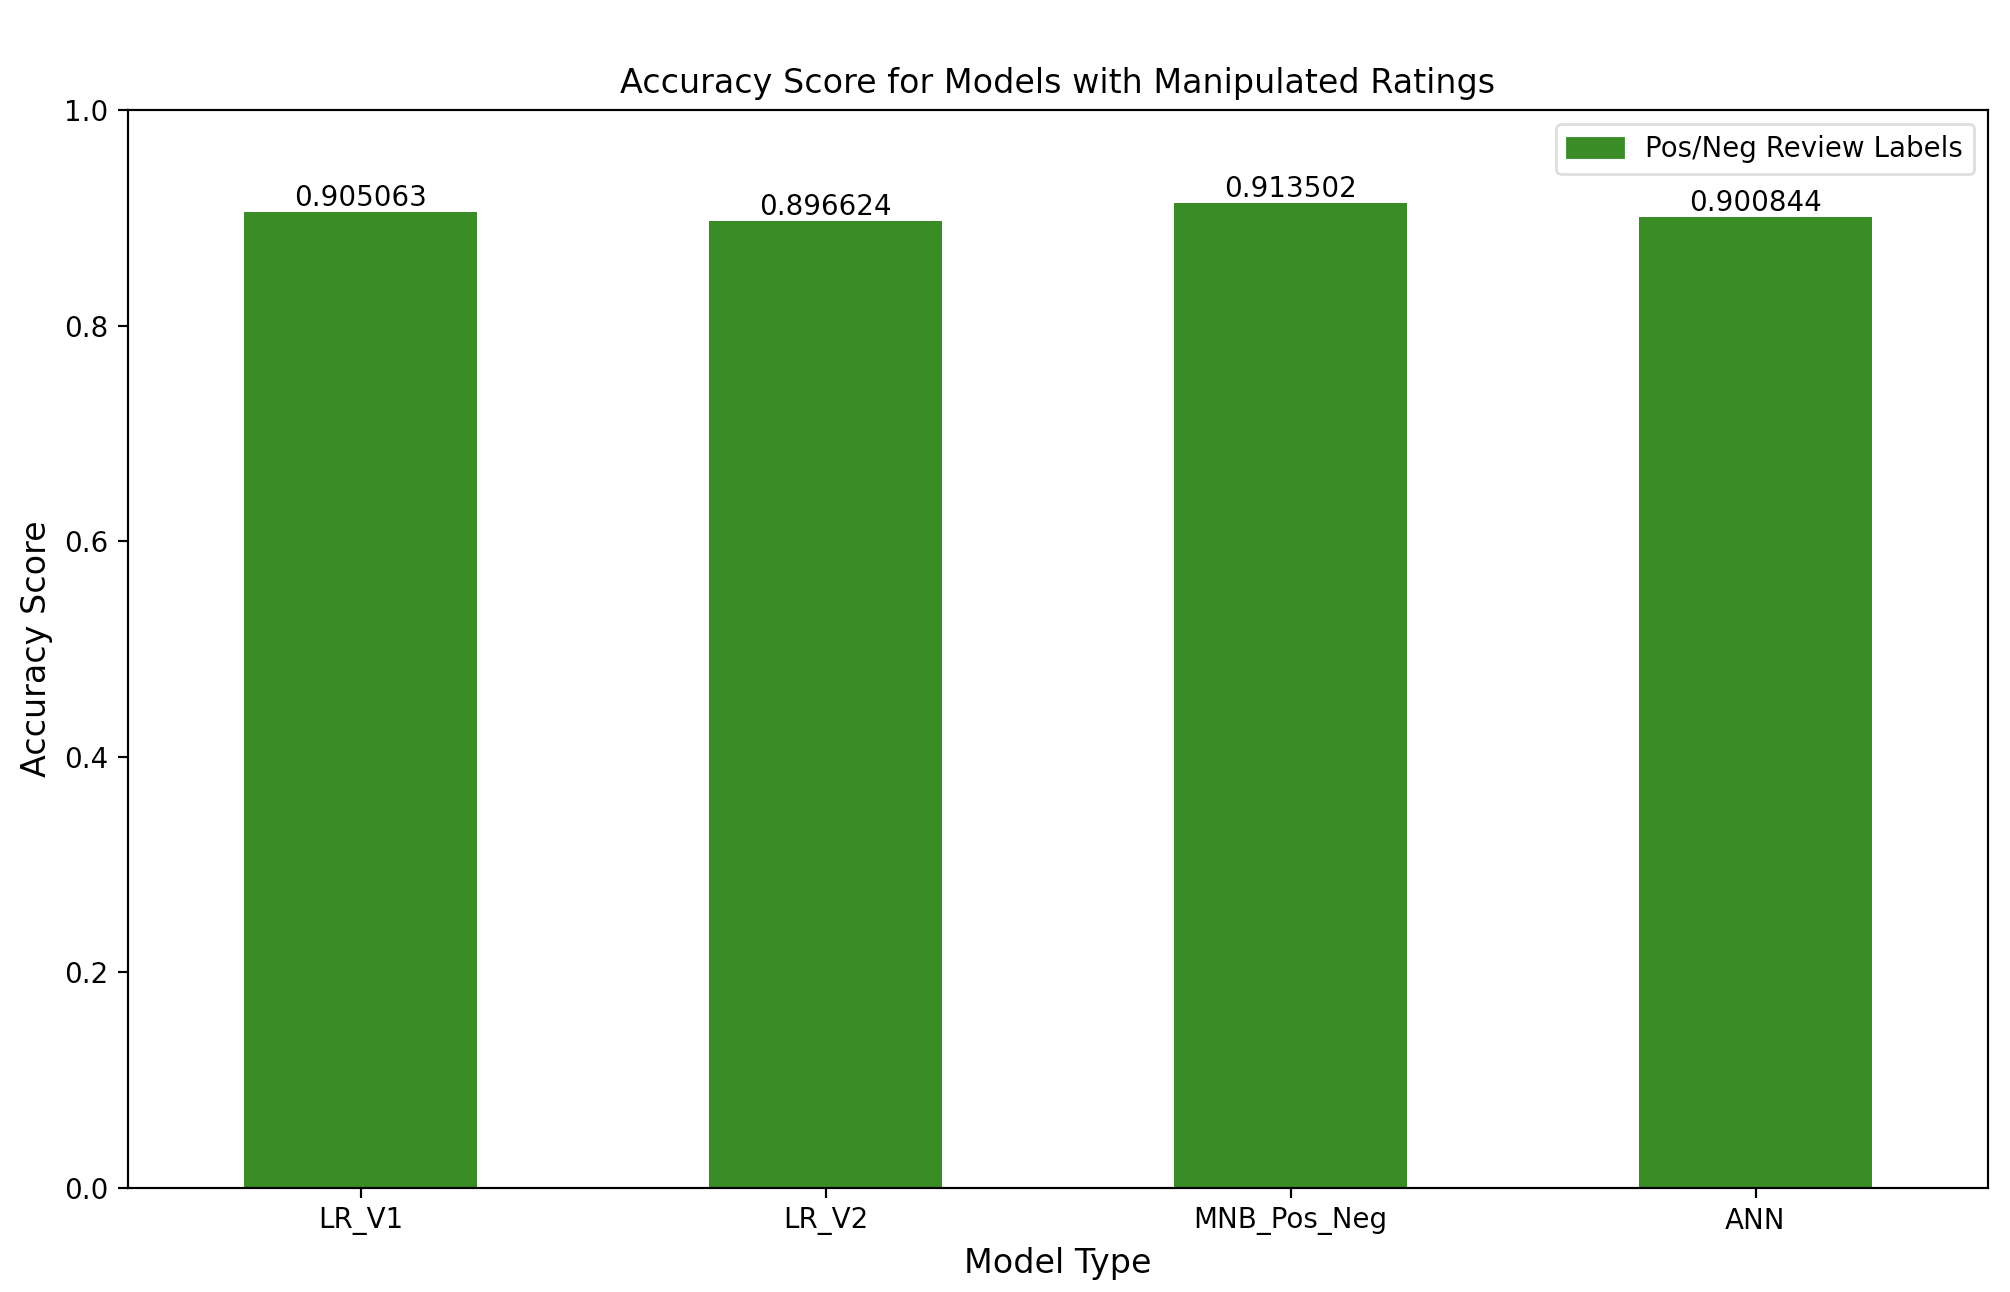 Accuracy Score for Models with Manipulated Ratings
Pos/Neg Review Labels
Accuracy Score
1.0
0.8
0.6
0.4
0.2
0.0
0.905063
0.896624
0.913502
0.900844
LR_V1
LR_V2
MNB_Pos_Neg
ANN
Model Type